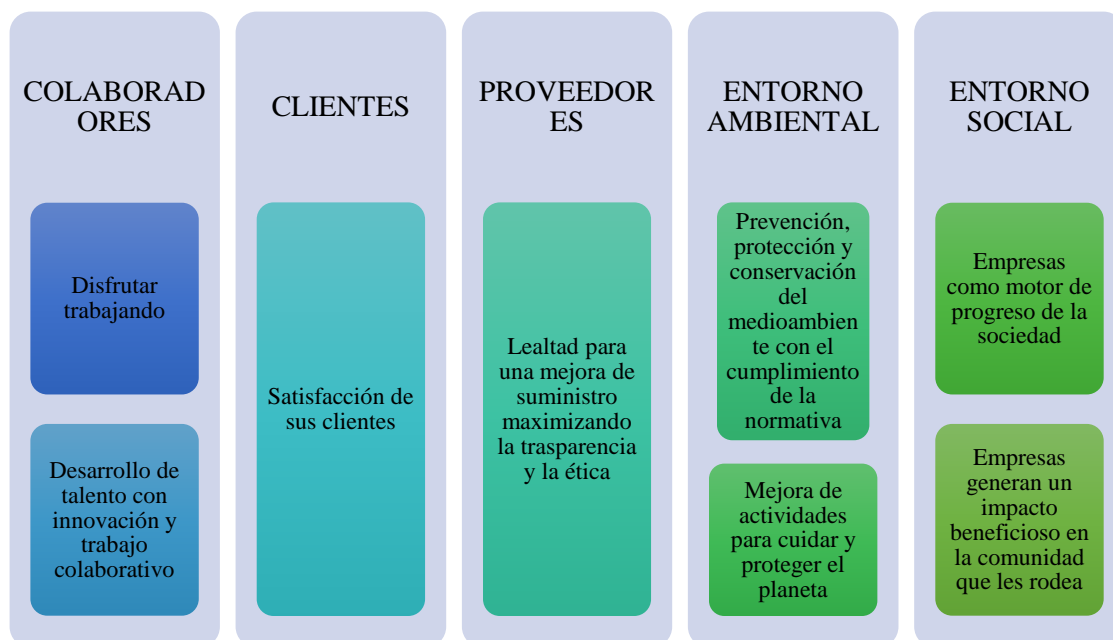 COLABORAD
ORES
Disfrutar
trabajando
Desarrollo de
talento con
innovación y
trabajo
colaborativo
CLIENTES
Satisfacción de
sus clientes
PROVEEDOR
ES
Lealtad para
una mejora de
suministro
maximizando
la trasparencia
y la ética
ENTORNO
AMBIENTAL
Prevención,
protección y
conservación
del
medioambien
te con el
cumplimiento
de la
normativa
Mejora de
actividades
para cuidar y
proteger el
planeta
ENTORNO
SOCIAL
Empresas
como motor de
progreso de la
sociedad
Empresas
generan un
impacto
beneficioso en
la comunidad
que les rodea